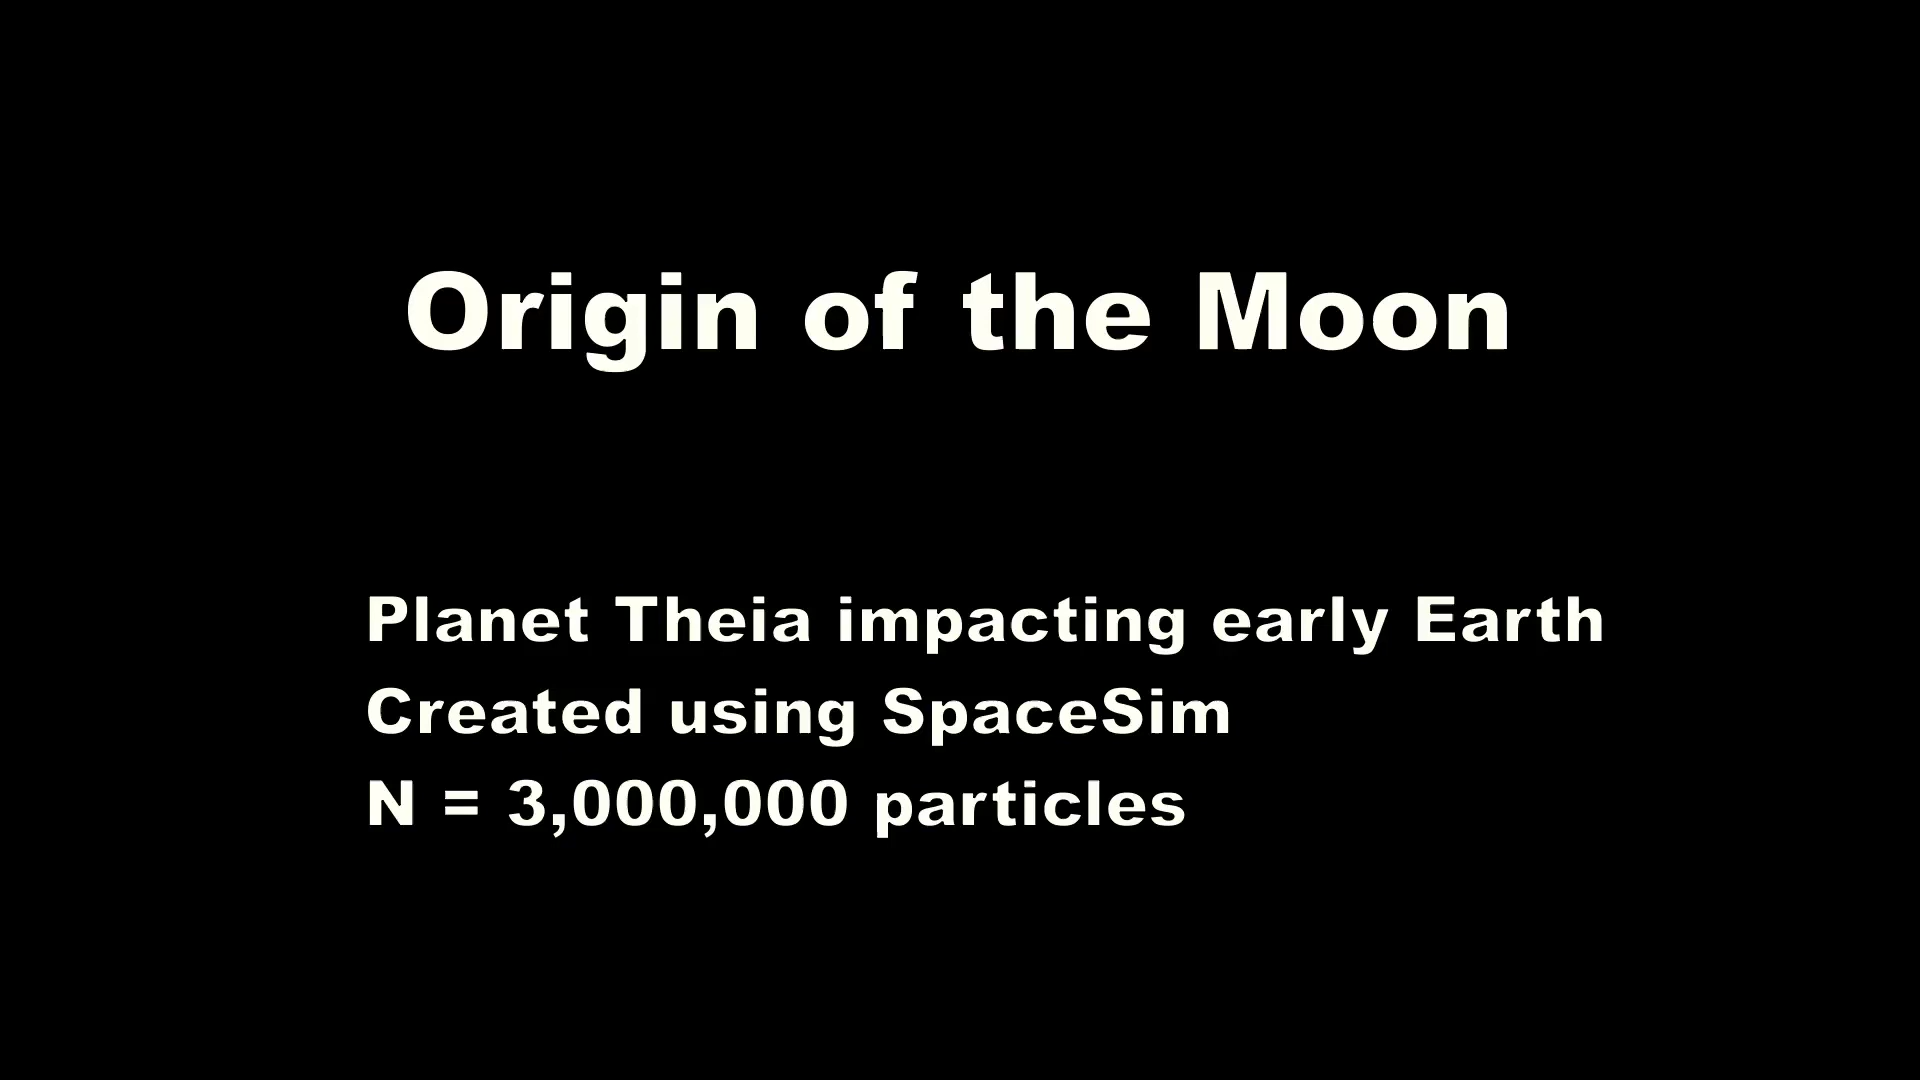 Origin of the Moon
Planet Theia impacting early Earth
Created using SpaceSim
N = 3,000,000 particles